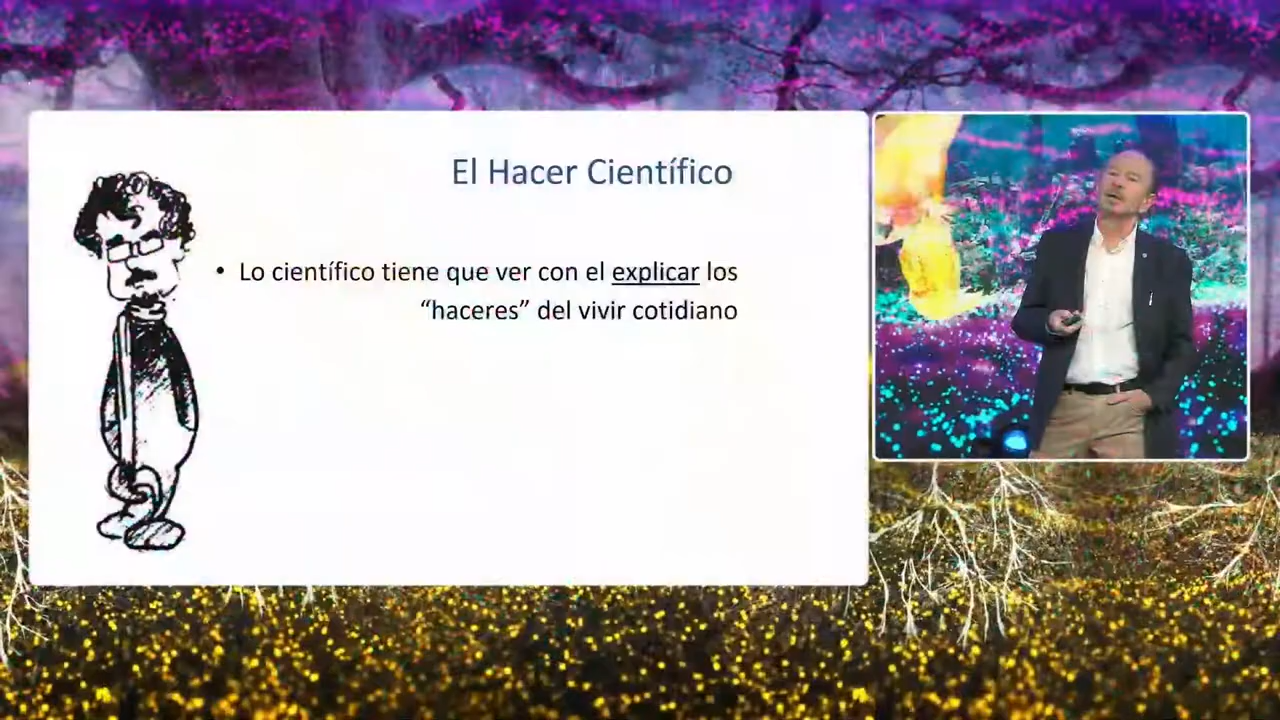 El Hacer Científico
• Lo científico tiene que ver con el explicar los
“haceres” del vivir cotidiano